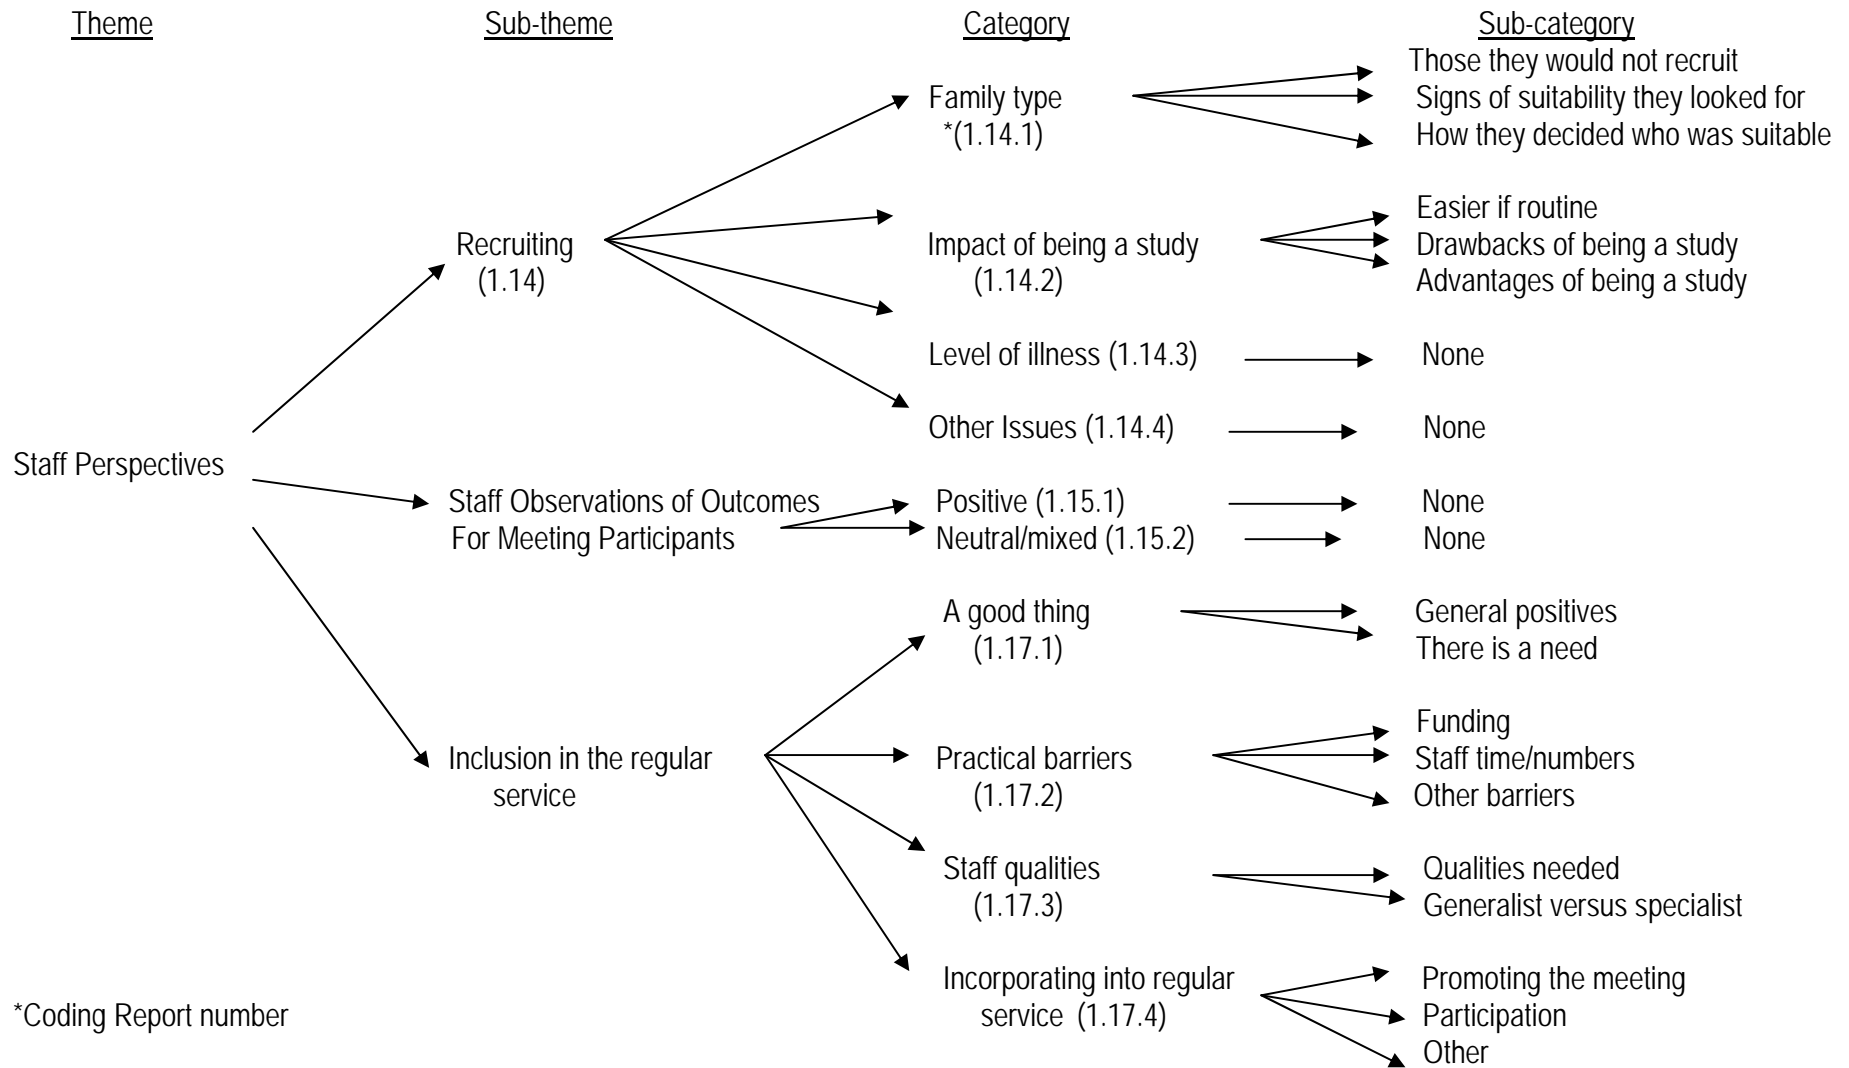 Theme
Sub-theme
Category
Sub-category
Those they would not recruit
Family type
Signs of suitability they looked for
*(1.14.1)
How they decided who was suitable
Easier if routine
Recruiting
Impact of being a study
Drawbacks of being a study
(1.14)
(1.14.2)
Advantages of being a study
Level of illness (1.14.3)
None
Other Issues (1.14.4)
None
Staff Perspectives
Staff Observations of Outcomes
Positive (1.15.1)
None
For Meeting Participants
Neutral/mixed (1.15.2)
None
A good thing
General positives
(1.17.1)
There is a need
Funding
Inclusion in the regular
Practical barriers
Staff time/numbers
service
(1.17.2)
Other barriers
Staff qualities
Qualities needed
(1.17.3)
Generalist versus specialist
Incorporating into regular
Promoting the meeting
*Coding Report number
service (1.17.4)
Participation
Other